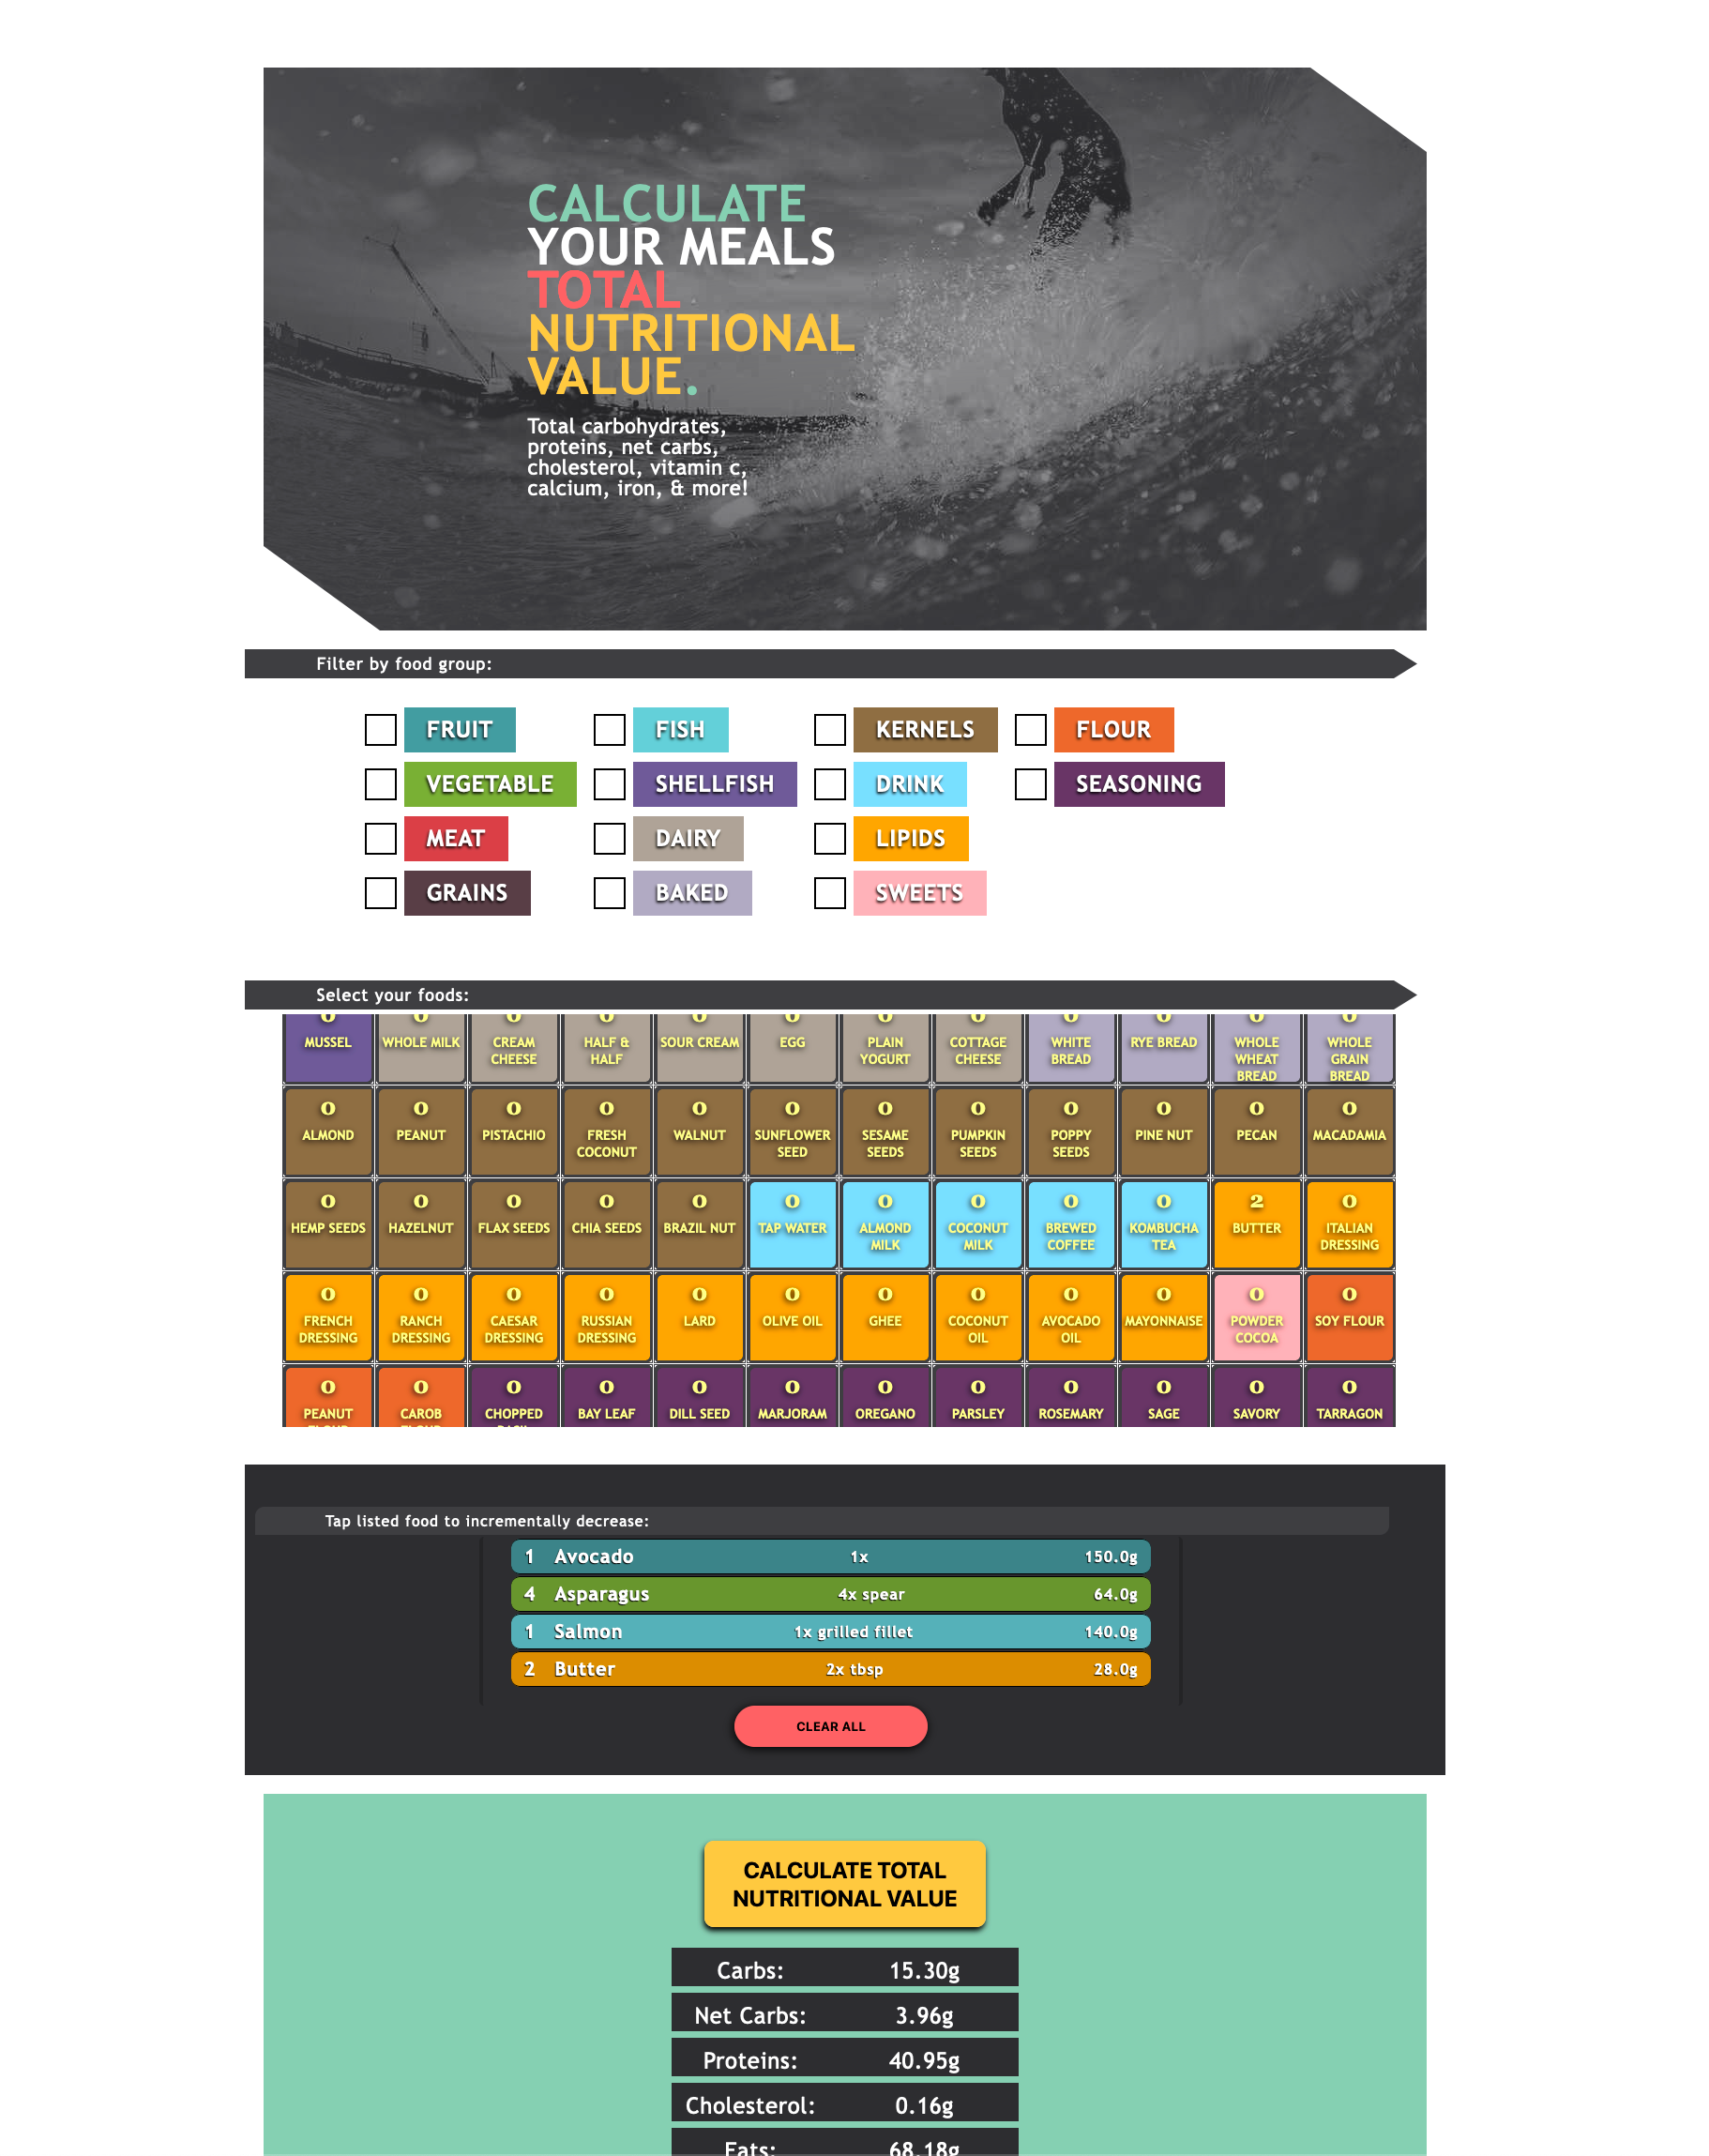 CALCULATE
YOUR MEALS
TOTAL
NUTRITIONAL
VALUE.
Total carbohydrates,
proteins, net carbs,
cholesterol, vitamin c,
calcium, iron, & more!
Filter by food group:
FRUIT FISH KERNELS FLOUR
VEGETABLE SHELLFISH DRINK SEASONING
MEAT DAIRY LIPIDS
GRAINS BAKED SWEETS
Select your foods:
0 0 0 0 0 0 0 0 0 0 0 0
MUSSEL WHOLE MILK CREAM HALF & SOUR CREAM EGG PLAIN COTTAGE WHITE RYE BREAD WHOLE WHOLE
CHEESE HALF YOGURT CHEESE BREAD WHEAT GRAIN
BREAD BREAD
0 0 0 0 0 0 0 0 0 0 0 0
ALMOND PEANUT PISTACHIO FRESH WALNUT SUNFLOWER SESAME PUMPKIN POPPY PINE NUT PECAN MACADAMIA
COCONUT SEED SEEDS SEEDS SEEDS
0 0 0 0 0 0 0 0 0 0 2 0
HEMP SEEDS HAZELNUT FLAX SEEDS CHIA SEEDS BRAZIL NUT TAP WATER ALMOND COCONUT BREWED KOMBUCHA BUTTER ITALIAN
MILK MILK COFFEE TEA DRESSING
0 0 0 0 0 0 0 0 0 0 0 0
FRENCH RANCH CAESAR RUSSIAN LARD OLIVE OIL GHEE COCONUT AVOCADO MAYONNAISE POWDER SOY FLOUR
DRESSING DRESSING DRESSING DRESSING OIL OIL COCOA
0 0 0 0 0 0 0 0 0 0 0 0
PEANUT CAROB CHOPPED BAY LEAF DILL SEED MARJORAM OREGANO PARSLEY ROSEMARY SAGE SAVORY TARRAGON
Tap listed food to incrementally decrease:
1 Avocado 1x 150.0g
4 Asparagus 4x spear 64.0g
1 Salmon 1x grilled fillet 140.0g
2 Butter 2x tbsp 28.0g
CLEAR ALL
CALCULATE TOTAL
NUTRITIONAL VALUE
Carbs: 15.30g
Net Carbs: 3.96g
Proteins: 40.95g
Cholesterol: 0.16g
Fats: 68.18g